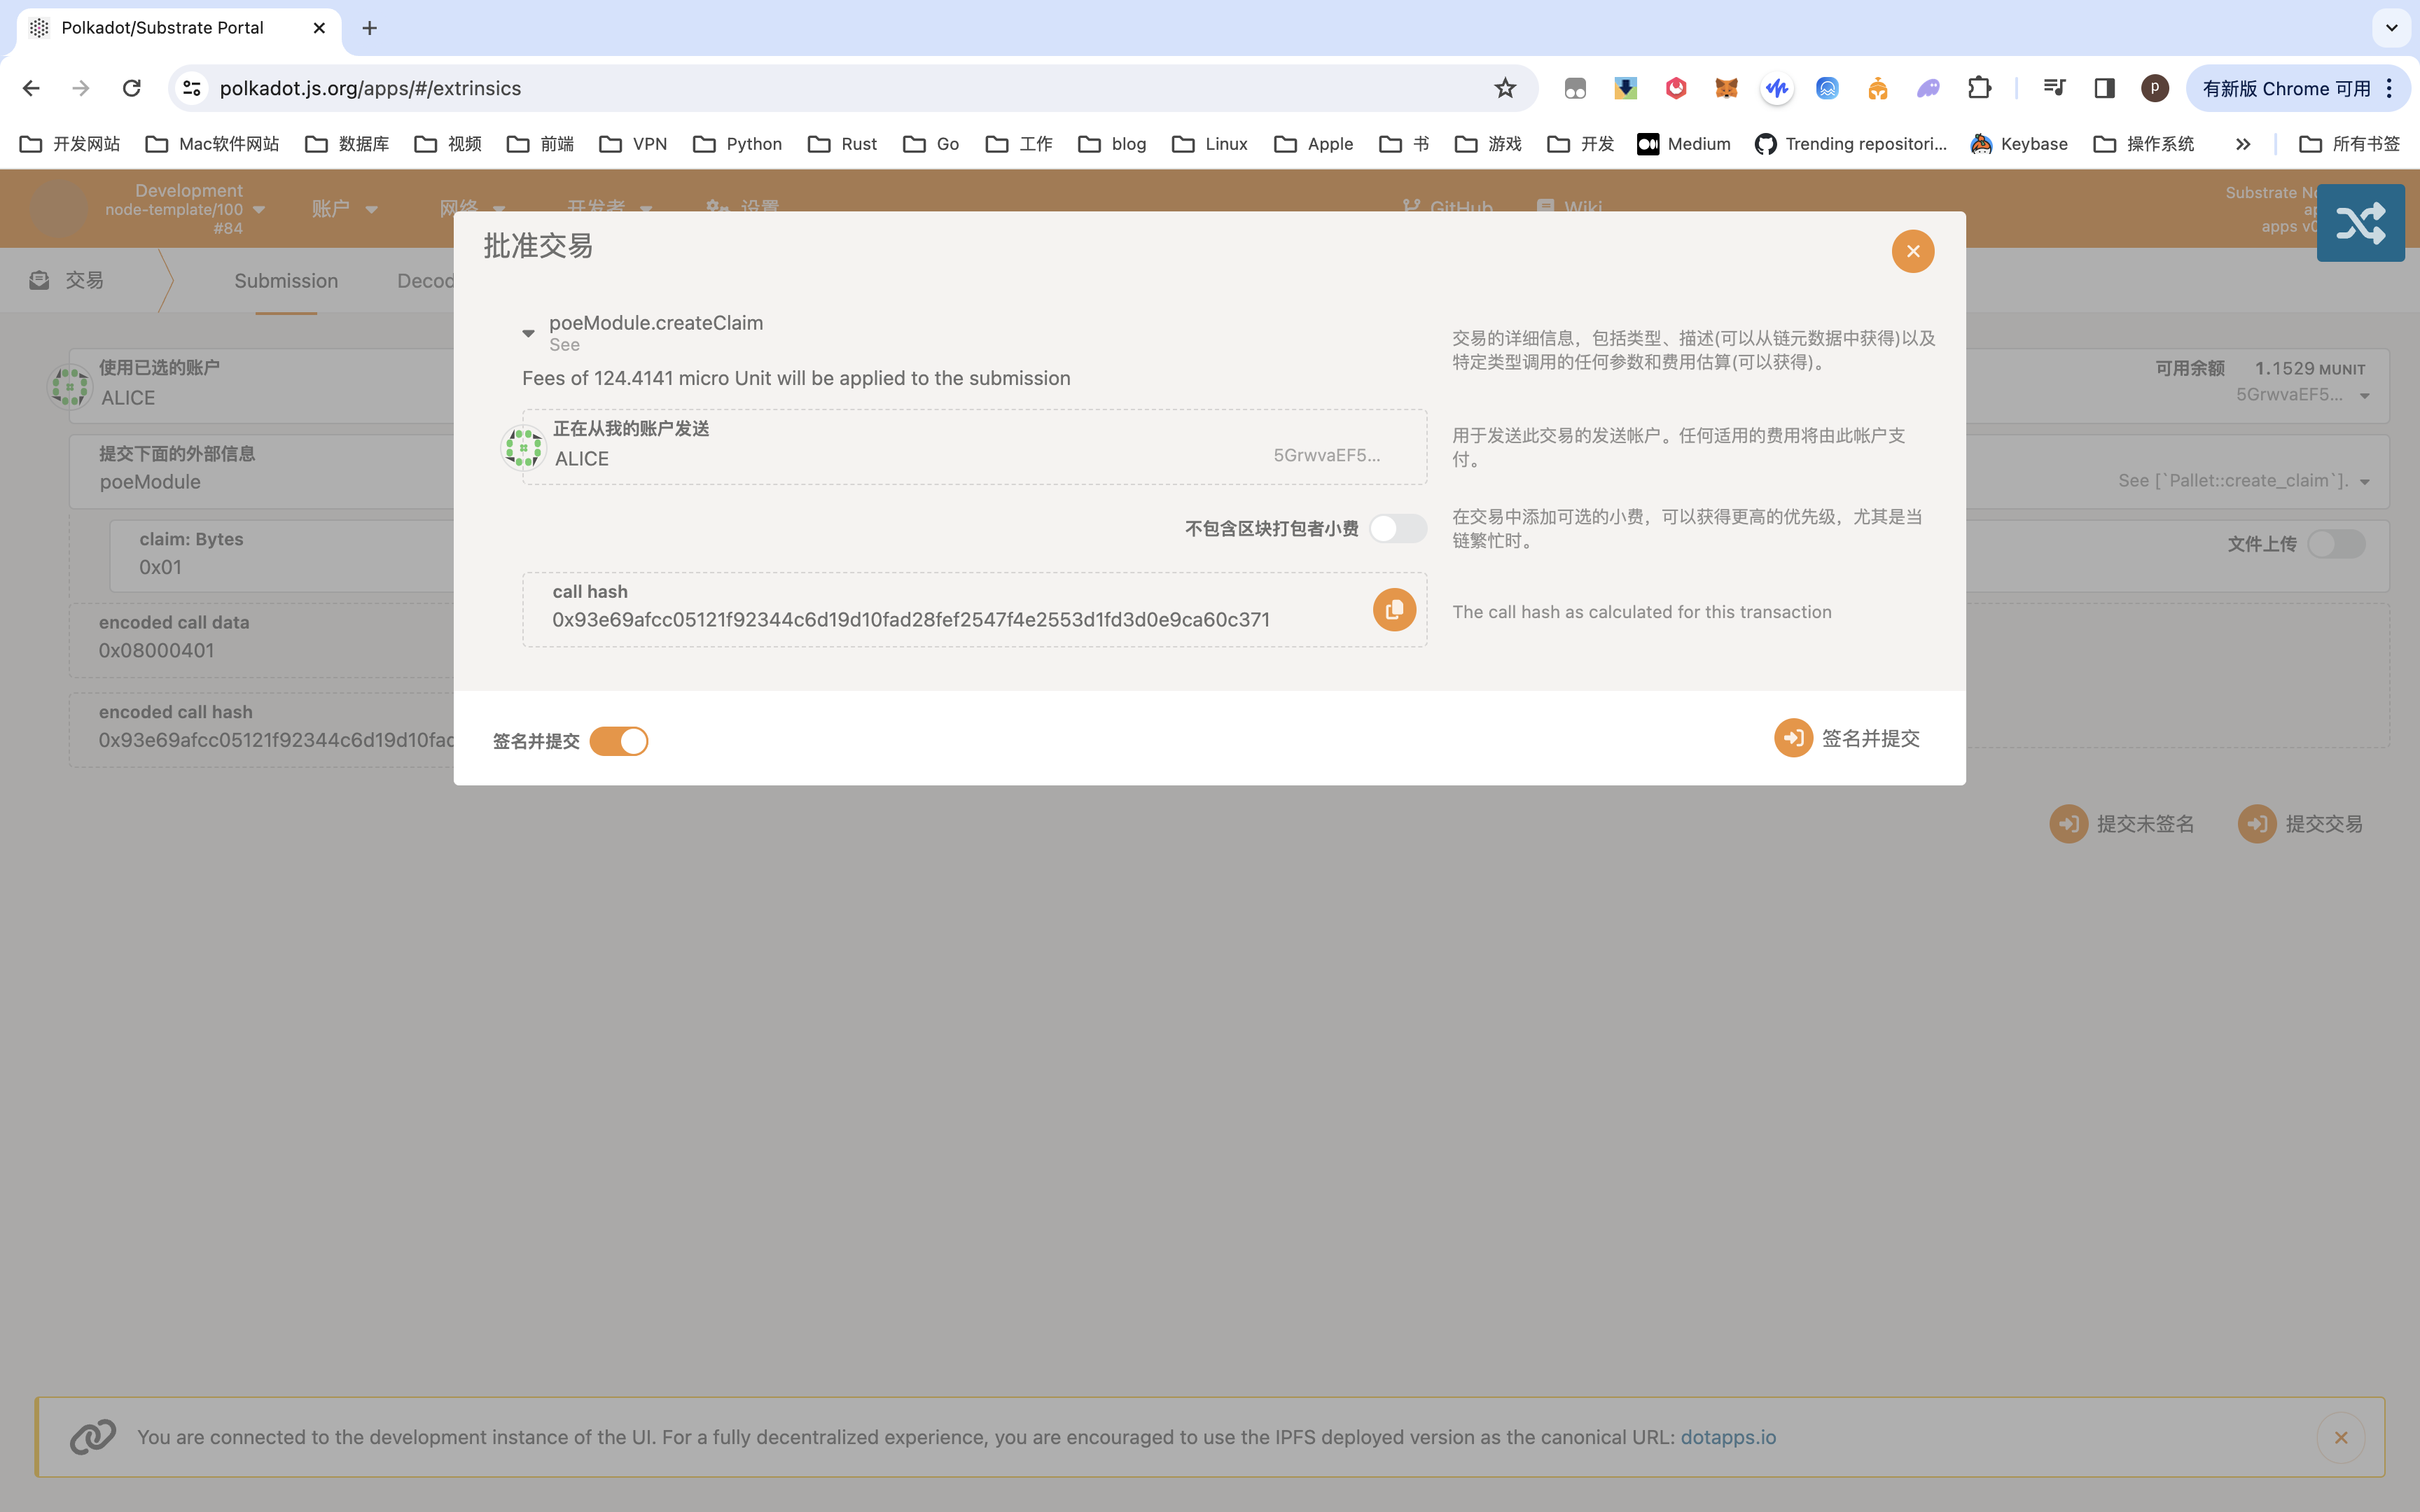 Polkadot/Substrate Portal
polkadot.js.org/apps/#/extrinsics
有新版 Chrome 可用
开发网站 Mac软件网站 数据库 视频 前端 VPN Python Rust Go 工作 blog Linux Apple 书 游戏 开发 Medium Trending repositori... Keybase 操作系统 所有书签
Development
node-template/100
#84
账户
网络
开发者
设置
GitHub
Wiki
Substrate
apps
交易
Submission
批准交易
使用已选的账户
ALICE
可用余额 1.1529 MUNIT
5GrwvaEF5...
提交下面的外部信息
poeModule
See [`Pallet::create_claim`].
claim: Bytes
0x01
文件上传
encoded call data
0x08000401
encoded call hash
0x93e69afcc05121f92344c6d19d10fad
poeModule.createClaim
See
Fees of 124.4141 micro Unit will be applied to the submission
交易的详细信息，包括类型、描述(可以从链元数据中获得)以及
特定类型调用的任何参数和费用估算(可以获得)。
正在从我的账户发送
ALICE
5GrwvaEF5...
用于发送此交易的发送帐户。任何适用的费用将由此帐户支
付。
不包含区块打包者小费
在交易中添加可选的小费，可以获得更高的优先级，尤其是当
链繁忙时。
call hash
0x93e69afcc05121f92344c6d19d10fad28fef2547f4e2553d1fd3d0e9ca60c371
The call hash as calculated for this transaction
签名并提交
签名并提交
提交未签名
提交交易
You are connected to the development instance of the UI. For a fully decentralized experience, you are encouraged to use the IPFS deployed version as the canonical URL: dotapps.io